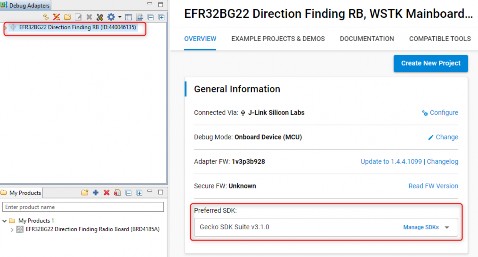 Debug Adapters
EFR32BG22 Direction Finding RB (ID:440046115)
My Products
Enter product name
My Products 1
EFR32BG22 Direction Finding Radio Board (BRD4185A)
EFR32BG22 Direction Finding RB, WSTK Mainboard...
OVERVIEW EXAMPLE PROJECTS & DEMOS DOCUMENTATION COMPATIBLE TOOLS
Create New Project
General Information
Connected Via: J-Link Silicon Labs Configure
Debug Mode: Onboard Device (MCU) Change
Adapter FW: 1v3p3b928 Update to 1.4.4.1099 | Changelog
Secure FW: Unknown Read FW Version
Preferred SDK:
Gecko SDK Suite v3.1.0 Manage SDKs